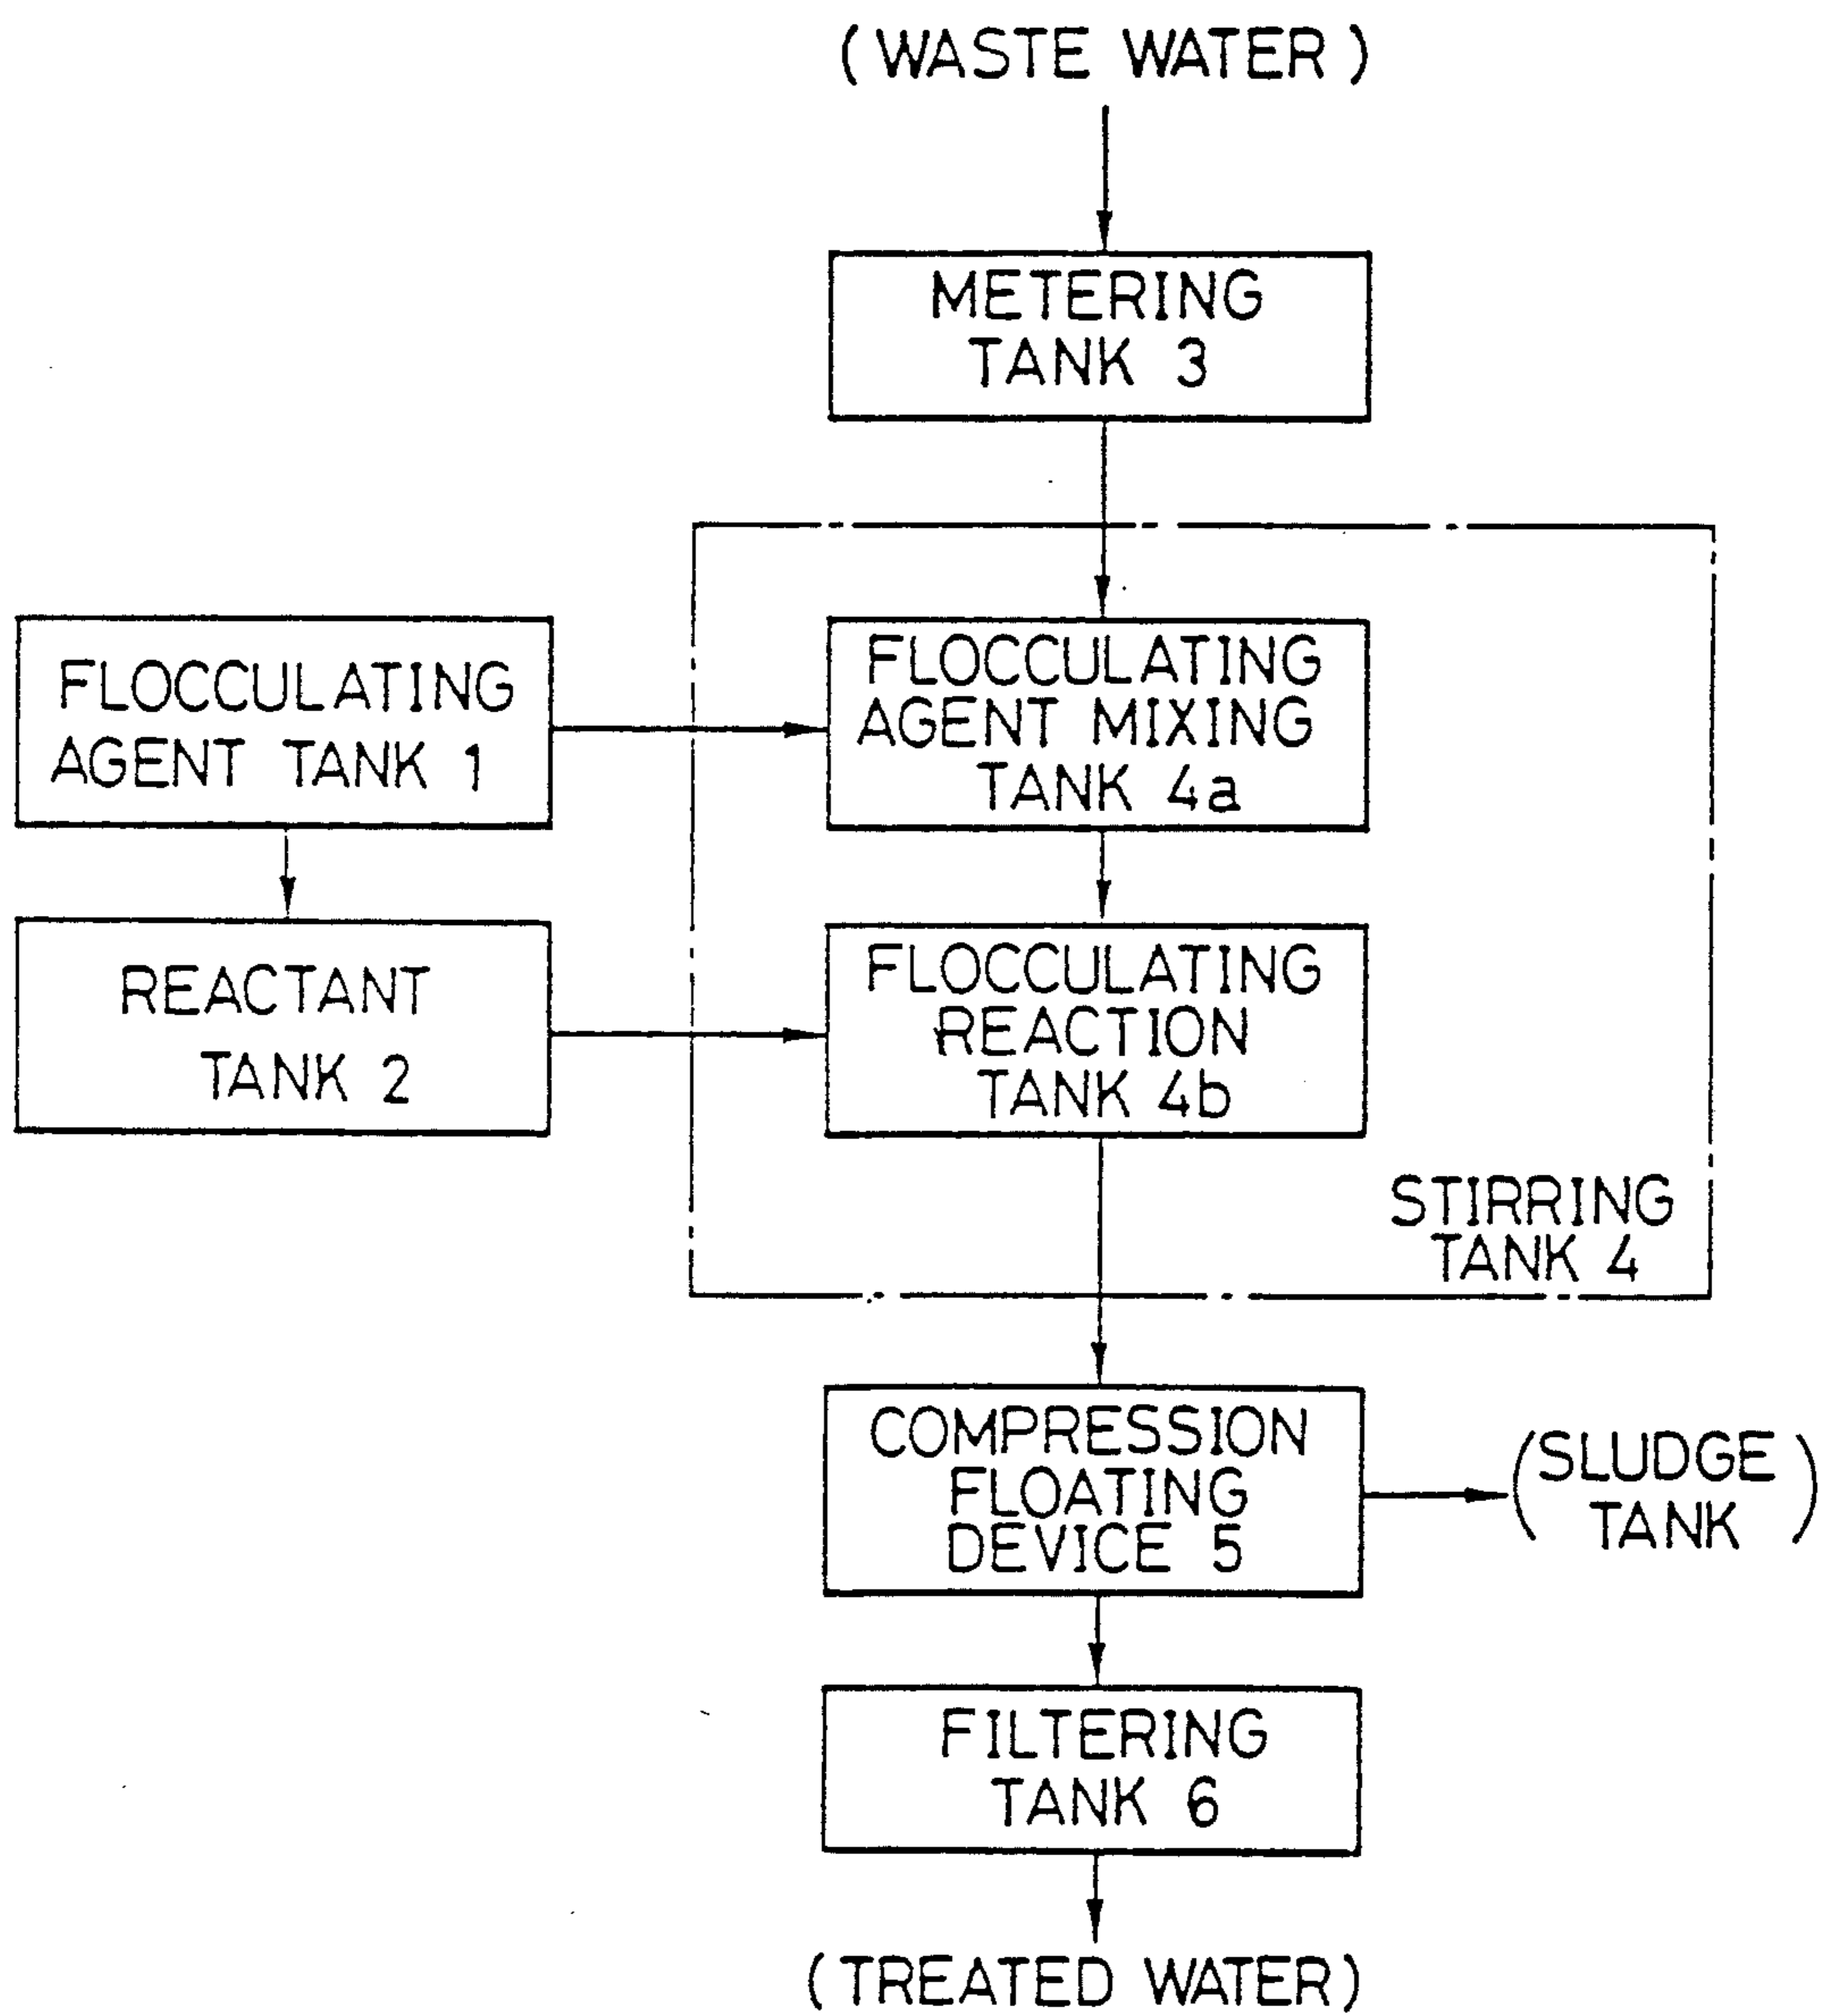 (WASTE WATER)
METERING
TANK 3
FLOCCULATING
AGENT TANK 1
FLOCCULATING
AGENT MIXING
TANK 4a
REACTANT
TANK 2
FLOCCULATING
REACTION
TANK 4b
STIRRING
TANK 4
COMPRESSION
FLOATING
DEVICE 5
(SLUDGE
TANK)
FILTERING
TANK 6
(TREATED WATER)